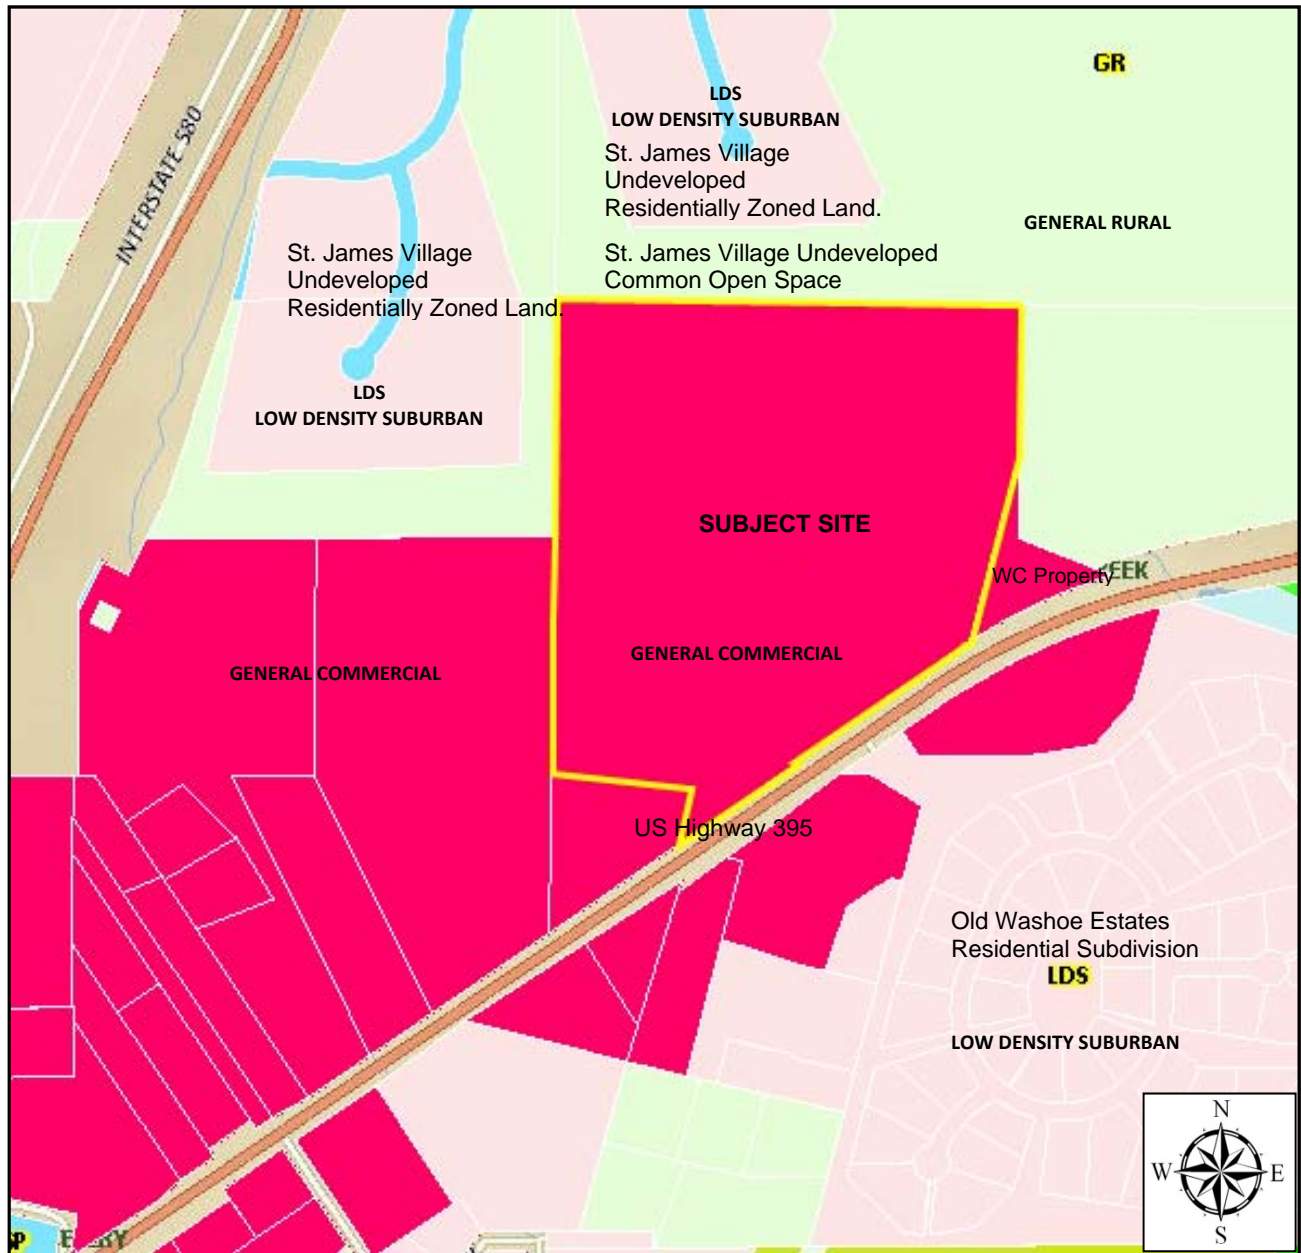 GR
LDS
LOW DENSITY SUBURBAN
INTERSTATE 580
St. James Village
Undeveloped
Residentially Zoned Land.
GENERAL RURAL
St. James Village
Undeveloped
Residentially Zoned Land.
St. James Village Undeveloped
Common Open Space
LDS
LOW DENSITY SUBURBAN
SUBJECT SITE
WC Property
EEK
GENERAL COMMERCIAL
GENERAL COMMERCIAL
US Highway 395
Old Washoe Estates
Residential Subdivision
LDS
LOW DENSITY SUBURBAN
N
W
E
S
P